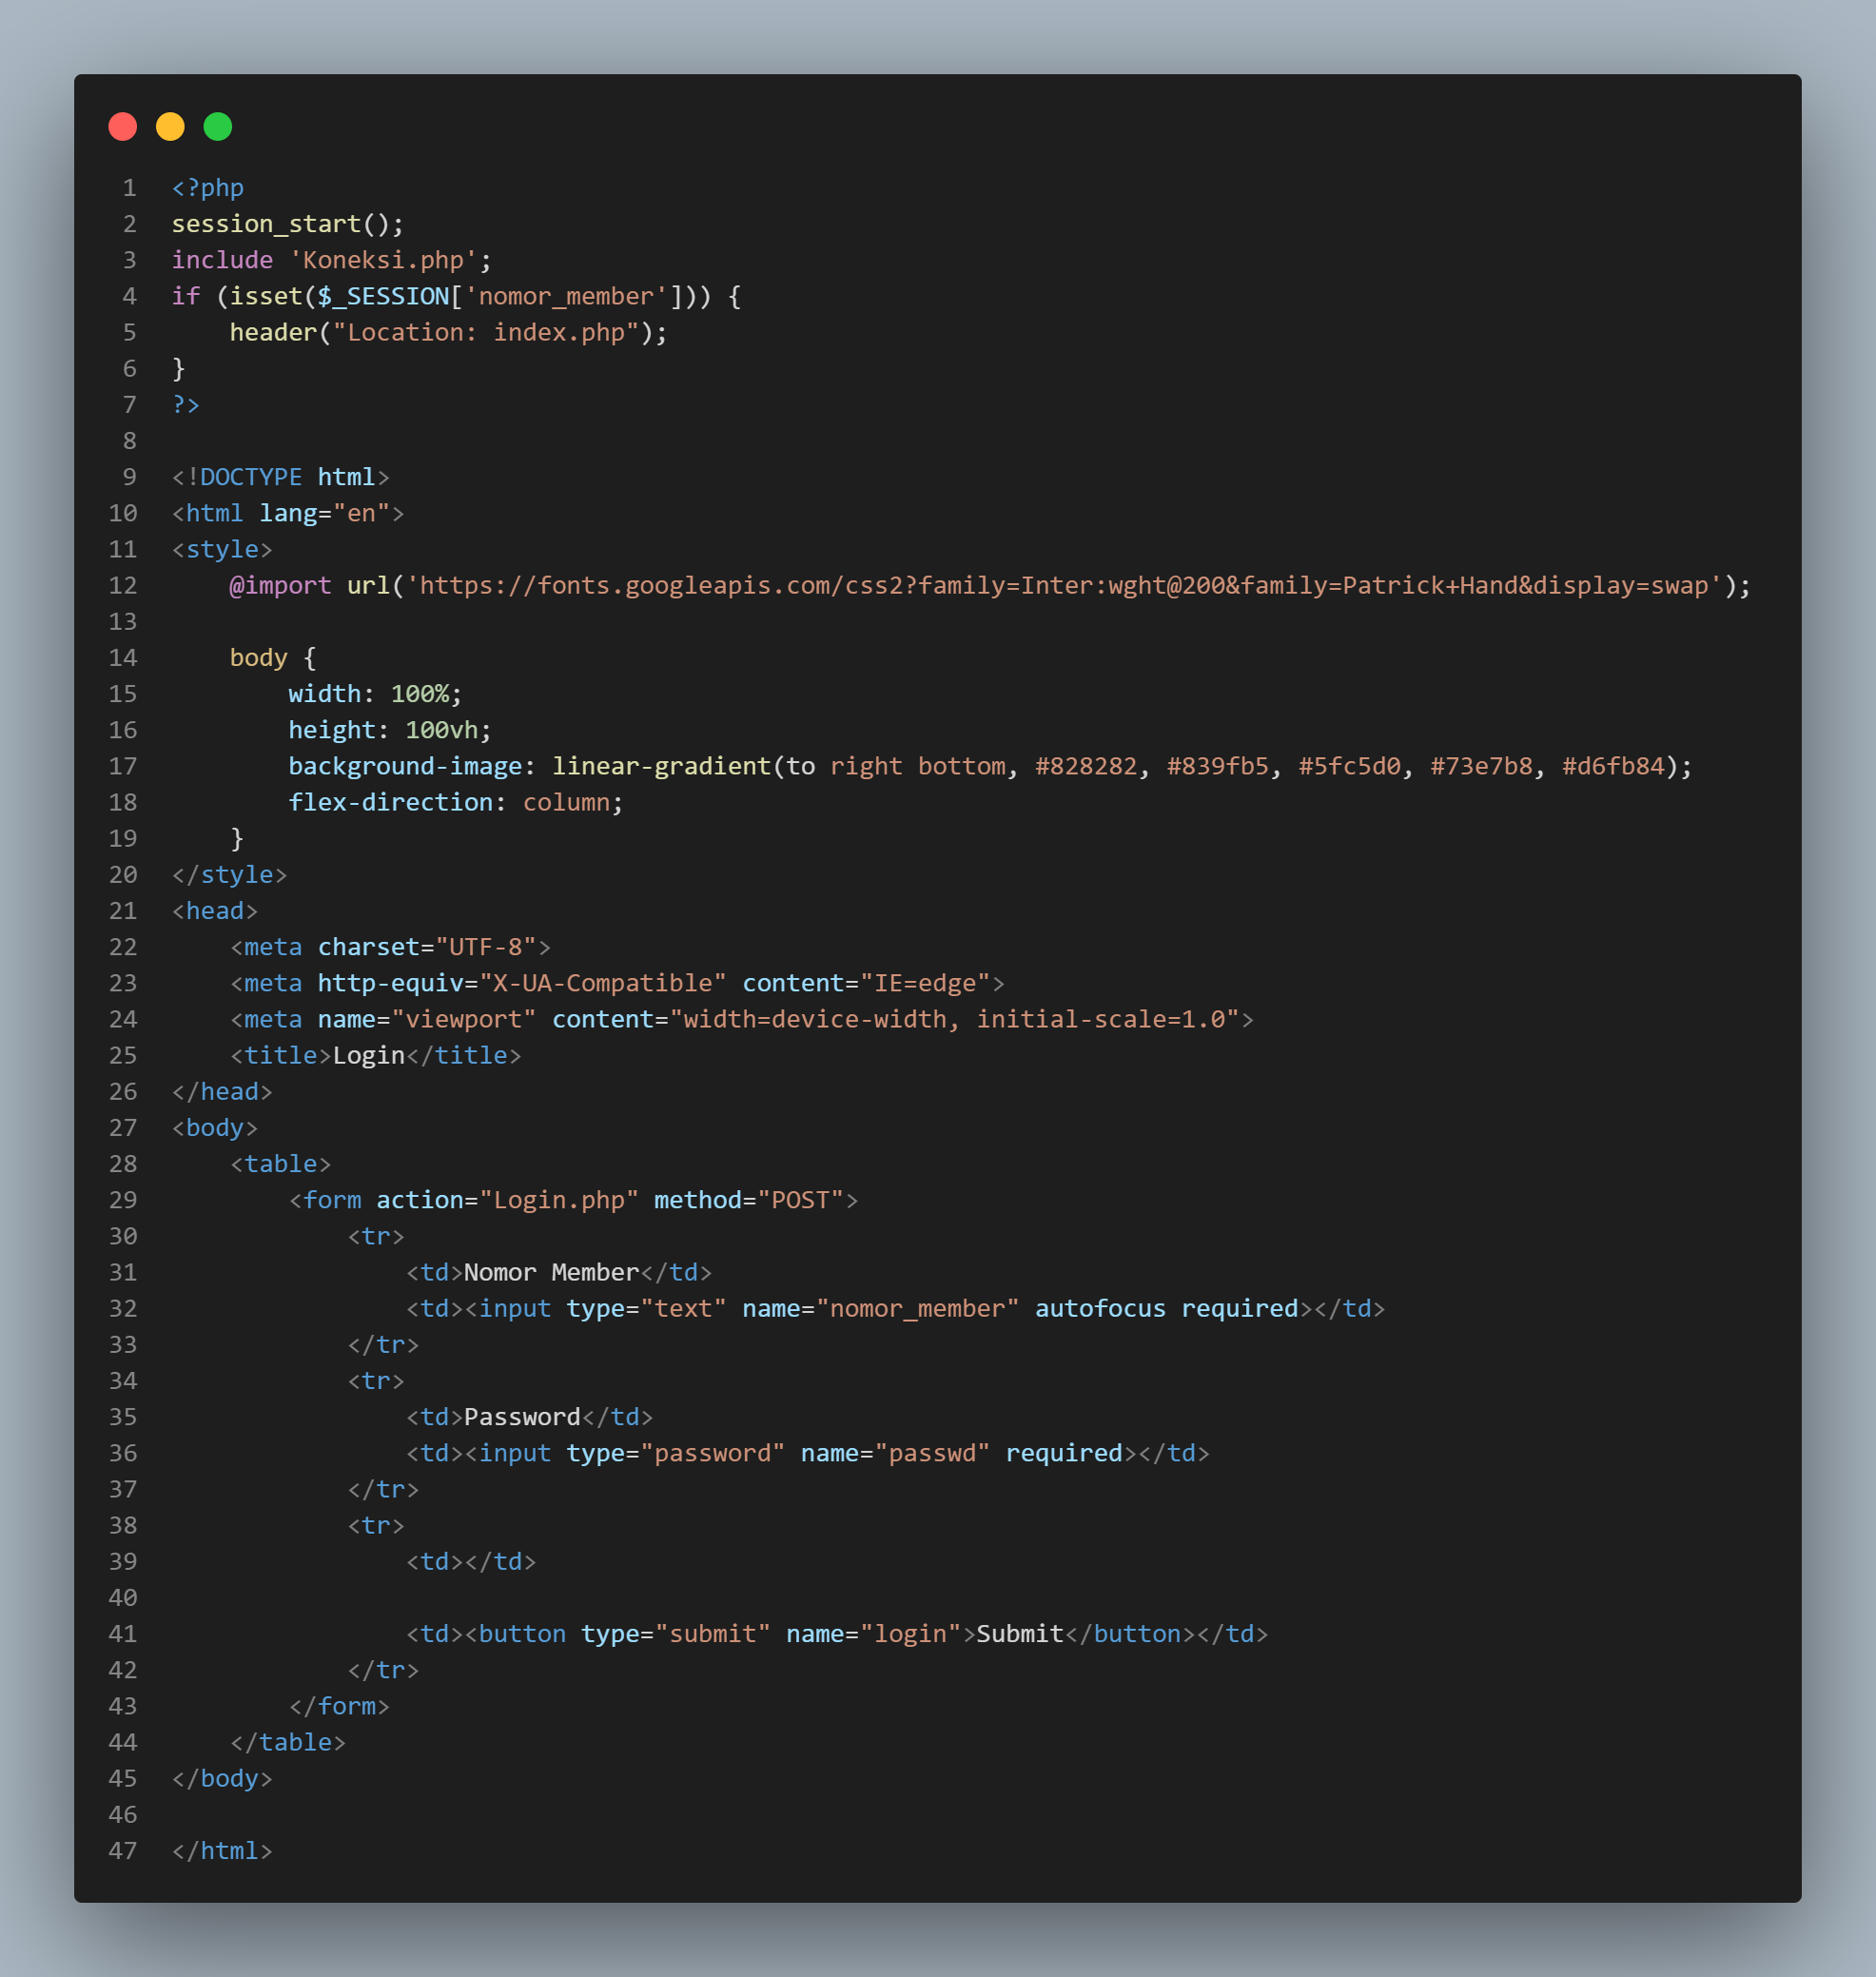 1 <?php
2 session_start();
3 include 'Koneksi.php';
4 if (isset($_SESSION['nomor_member'])) {
5     header("Location: index.php");
6 }
7 ?>
8
9 <!DOCTYPE html>
10 <html lang="en">
11 <style>
12     @import url('https://fonts.googleapis.com/css2?family=Inter:wght@200&family=Patrick+Hand&display=swap');
13
14     body {
15         width: 100%;
16         height: 100vh;
17         background-image: linear-gradient(to right bottom, #828282, #839fb5, #5fc5d0, #73e7b8, #d6fb84);
18         flex-direction: column;
19     }
20 </style>
21 <head>
22     <meta charset="UTF-8">
23     <meta http-equiv="X-UA-Compatible" content="IE=edge">
24     <meta name="viewport" content="width=device-width, initial-scale=1.0">
25     <title>Login</title>
26 </head>
27 <body>
28     <table>
29         <form action="Login.php" method="POST">
30             <tr>
31                 <td>Nomor Member</td>
32                 <td><input type="text" name="nomor_member" autofocus required></td>
33             </tr>
34             <tr>
35                 <td>Password</td>
36                 <td><input type="password" name="passwd" required></td>
37             </tr>
38             <tr>
39                 <td></td>
40
41                 <td><button type="submit" name="login">Submit</button></td>
42             </tr>
43         </form>
44     </table>
45 </body>
46
47 </html>